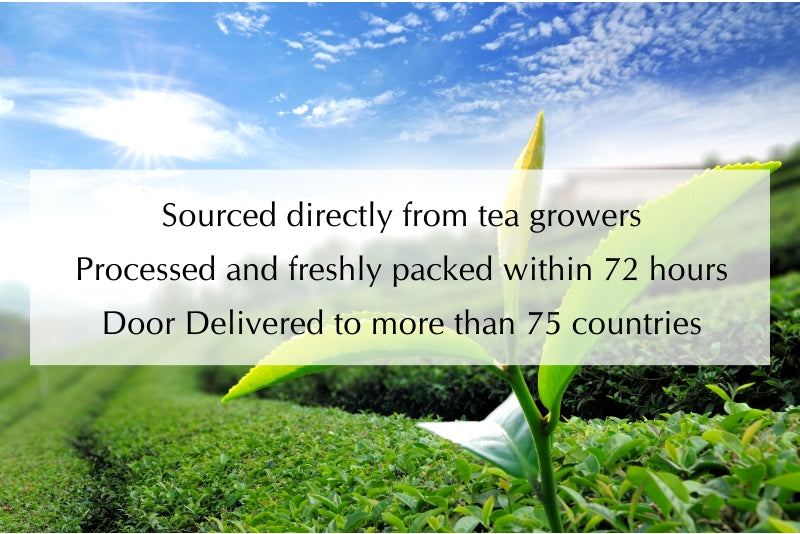 Sourced directly from tea growers
Processed and freshly packed within 72 hours
Door Delivered to more than 75 countries